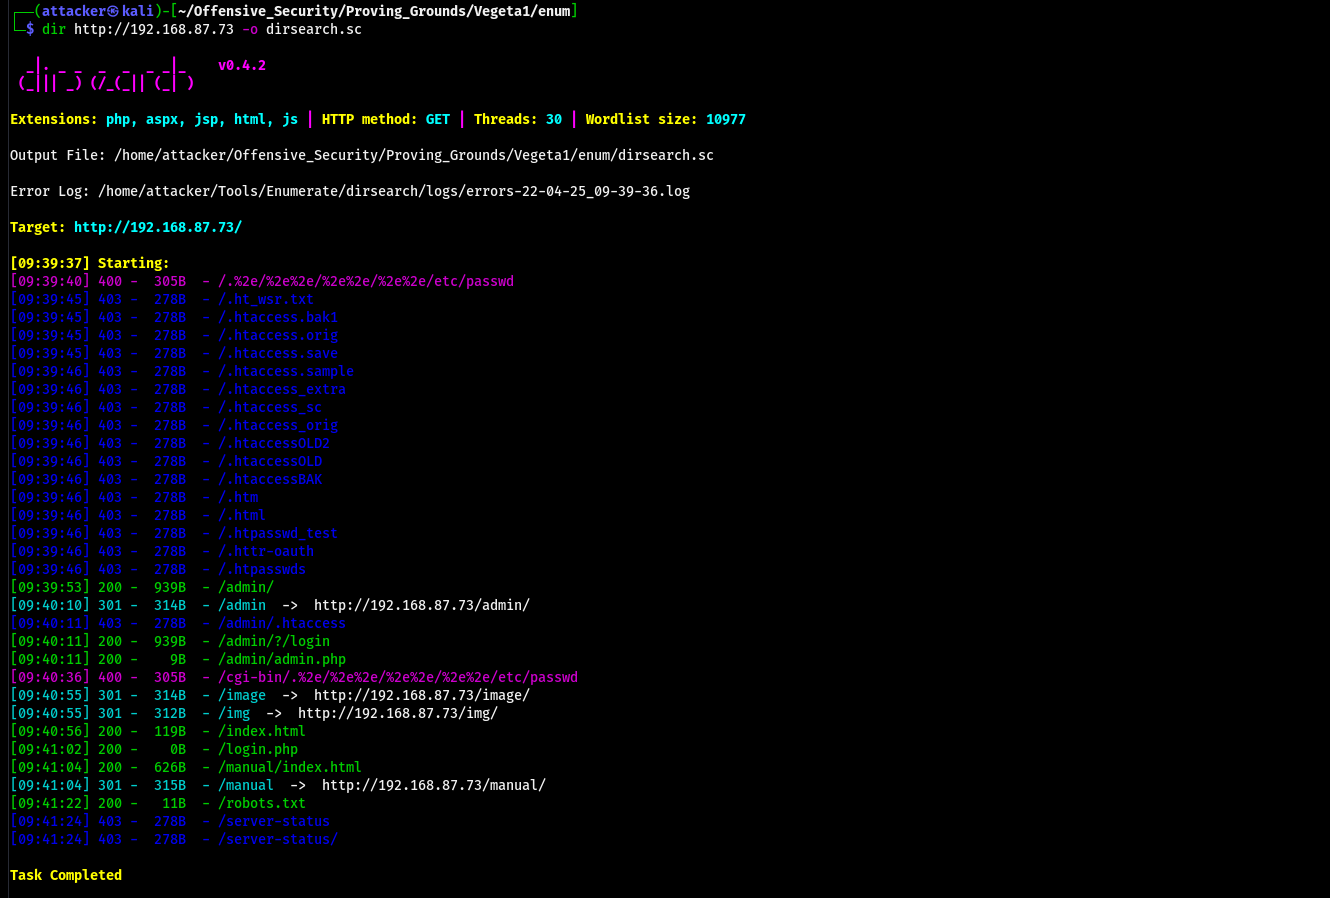 ┌──(attacker㉿kali)-[~/Offensive_Security/Proving_Grounds/Vegeta1/enum]
└─$ dir http://192.168.87.73 -o dirsearch.sc
  _|. _ _  _  _  _ _|_    v0.4.2
 (_||| _) (/_(_|| (_| )
Extensions: php, aspx, jsp, html, js | HTTP method: GET | Threads: 30 | Wordlist size: 10977
Output File: /home/attacker/Offensive_Security/Proving_Grounds/Vegeta1/enum/dirsearch.sc
Error Log: /home/attacker/Tools/Enumerate/dirsearch/logs/errors-22-04-25_09-39-36.log
Target: http://192.168.87.73/
[09:39:37] Starting:
[09:39:40] 400 -  305B  - /.%2e/%2e%2e/%2e%2e/%2e%2e/etc/passwd
[09:39:45] 403 -  278B  - /.ht_wsr.txt
[09:39:45] 403 -  278B  - /.htaccess.bak1
[09:39:45] 403 -  278B  - /.htaccess.orig
[09:39:45] 403 -  278B  - /.htaccess.save
[09:39:46] 403 -  278B  - /.htaccess.sample
[09:39:46] 403 -  278B  - /.htaccess_extra
[09:39:46] 403 -  278B  - /.htaccess_sc
[09:39:46] 403 -  278B  - /.htaccess_orig
[09:39:46] 403 -  278B  - /.htaccessOLD2
[09:39:46] 403 -  278B  - /.htaccessOLD
[09:39:46] 403 -  278B  - /.htaccessBAK
[09:39:46] 403 -  278B  - /.htm
[09:39:46] 403 -  278B  - /.html
[09:39:46] 403 -  278B  - /.htpasswd_test
[09:39:46] 403 -  278B  - /.httr-oauth
[09:39:46] 403 -  278B  - /.htpasswds
[09:39:53] 200 -  939B  - /admin/
[09:40:10] 301 -  314B  - /admin  ->  http://192.168.87.73/admin/
[09:40:11] 403 -  278B  - /admin/.htaccess
[09:40:11] 200 -  939B  - /admin/?/login
[09:40:11] 200 -    9B  - /admin/admin.php
[09:40:36] 400 -  305B  - /cgi-bin/.%2e/%2e%2e/%2e%2e/%2e%2e/etc/passwd
[09:40:55] 301 -  314B  - /image  ->  http://192.168.87.73/image/
[09:40:55] 301 -  312B  - /img  ->  http://192.168.87.73/img/
[09:40:56] 200 -  119B  - /index.html
[09:41:02] 200 -    0B  - /login.php
[09:41:04] 200 -  626B  - /manual/index.html
[09:41:04] 301 -  315B  - /manual  ->  http://192.168.87.73/manual/
[09:41:22] 200 -   11B  - /robots.txt
[09:41:24] 403 -  278B  - /server-status
[09:41:24] 403 -  278B  - /server-status/
Task Completed